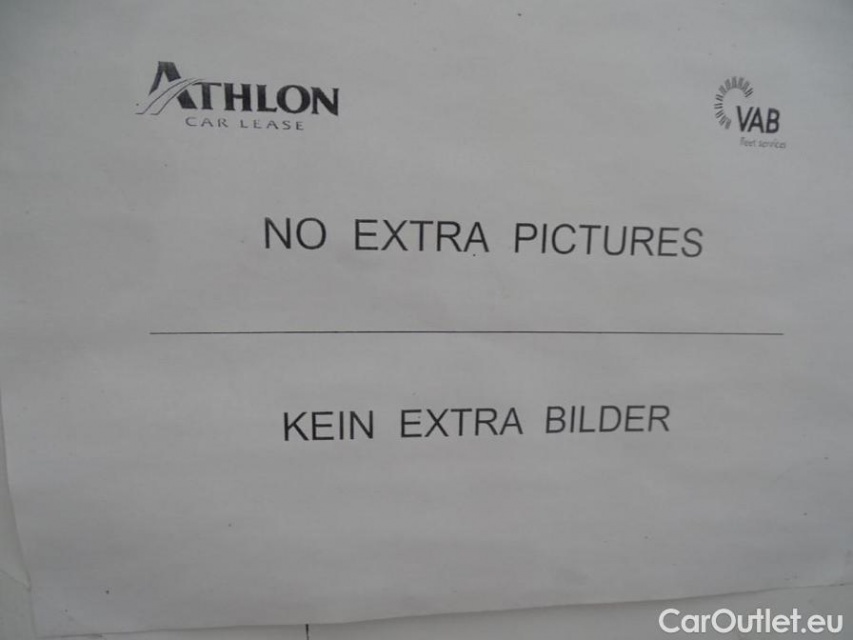 ATHLON
CAR LEASE
VAB
fleet services
NO EXTRA PICTURES
KEIN EXTRA BILDER
CarOutlet.eu